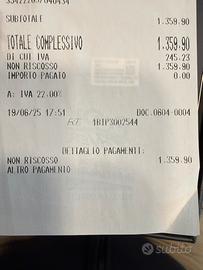 SUBTOTALE 1.359.90
TOTALE COMPLESSIVO 1.359.90
DI CUI IVA 245.23
NON RISCOSSO 1.359.90
IMPORTO PAGATO 0.00
A: IVA 22.00%
19/06/25 17:51 DOC.0604-0004
DETTAGLIO PAGAMENTI:
NON RISCOSSO 1.359.90
ALTRO PAGAMENTO
subito